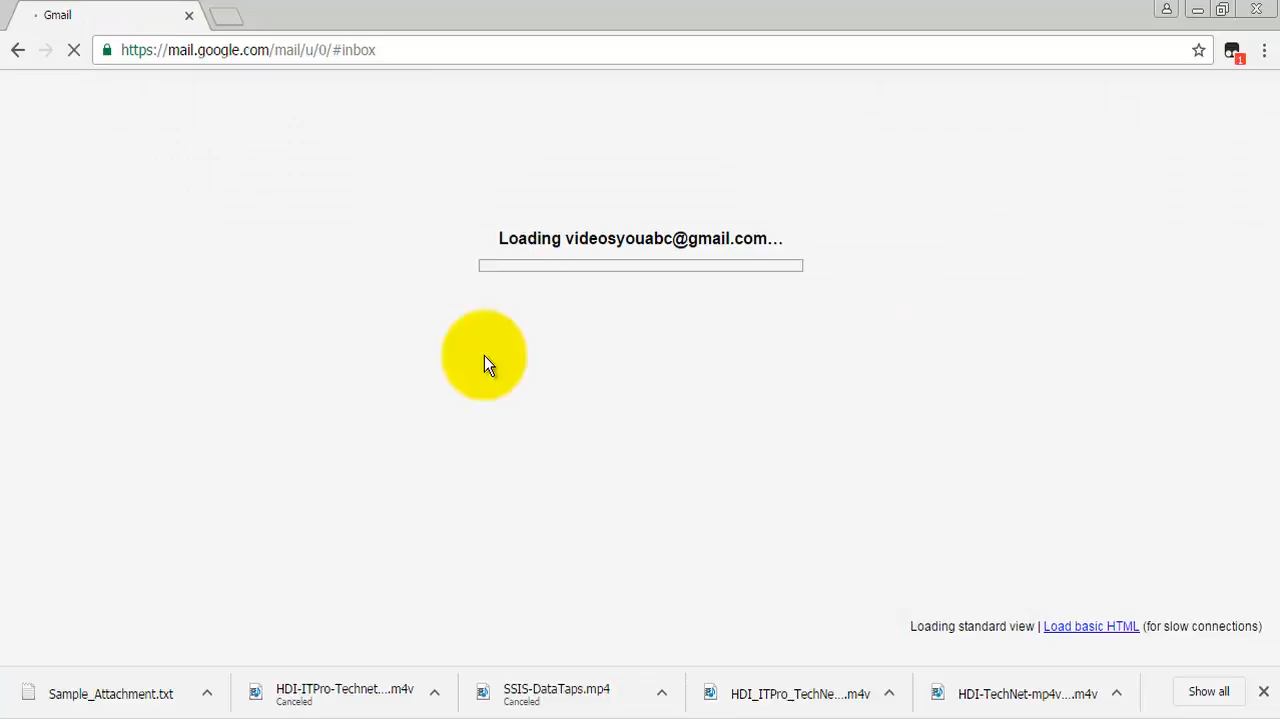 Gmail
https://mail.google.com/mail/u/0/#inbox
1
Loading videosyouabc@gmail.com...
Loading standard view | Load basic HTML (for slow connections)
Sample_Attachment.txt
HDI-ITPro-Technet....m4v
Canceled
SSIS-DataTaps.mp4
Canceled
HDI_ITPro_TechNe...m4v
HDI-TechNet-mp4v....m4v
Show all